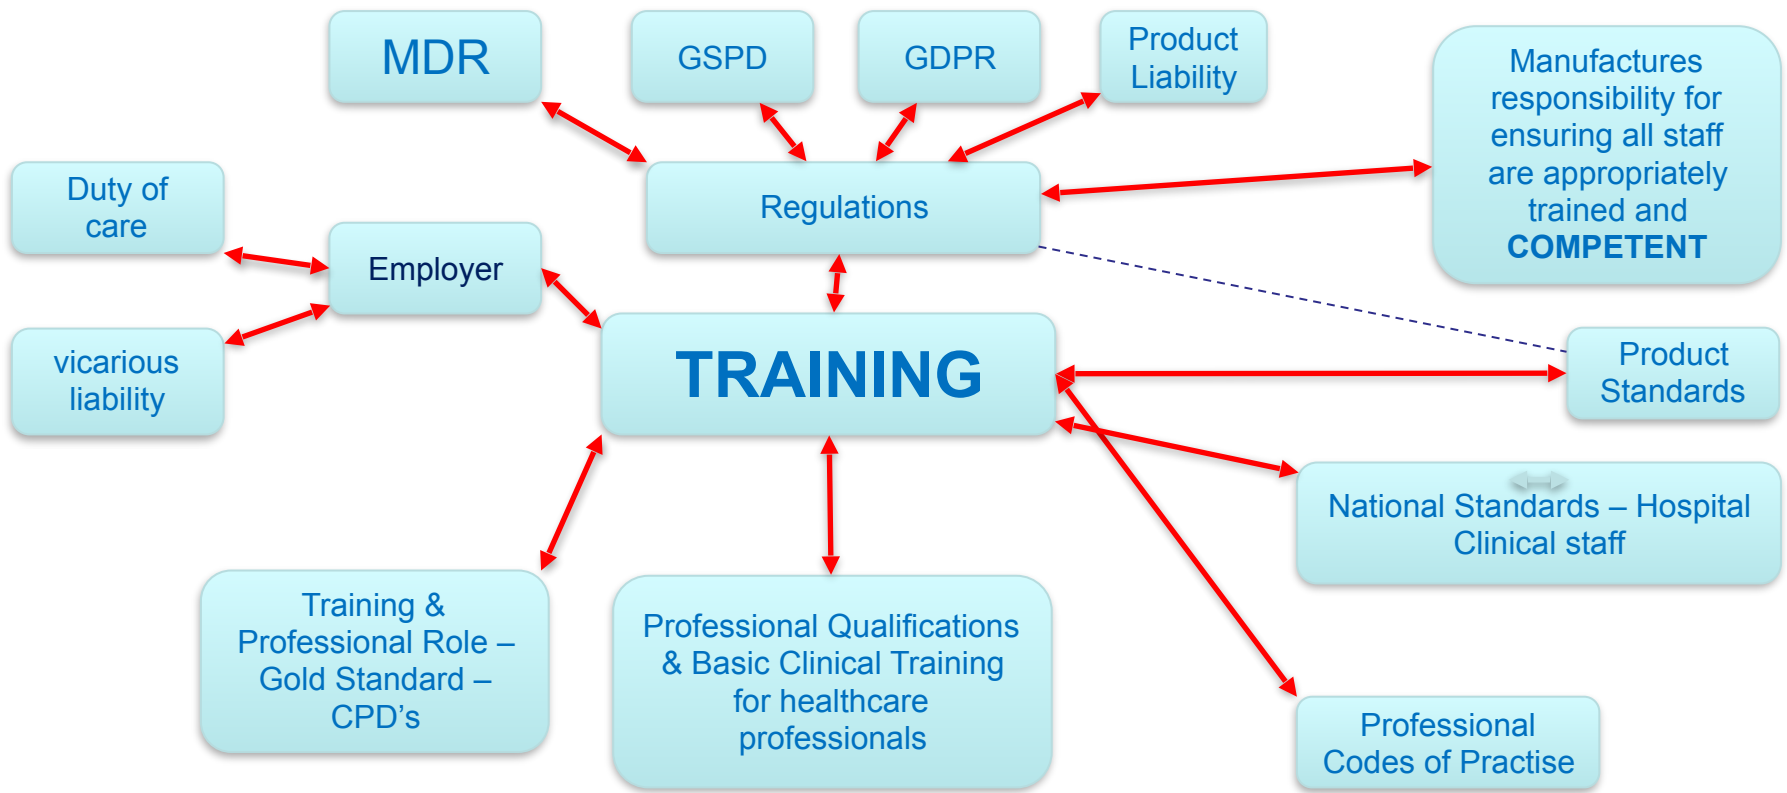 MDR
GSPD
GDPR
Product
Liability
Manufactures
responsibility for
ensuring all staff
are appropriately
trained and
COMPETENT
Duty of
care
Regulations
Employer
vicarious
liability
TRAINING
Product
Standards
National Standards – Hospital
Clinical staff
Training &
Professional Role –
Gold Standard –
CPD’s
Professional Qualifications
& Basic Clinical Training
for healthcare
professionals
Professional
Codes of Practise